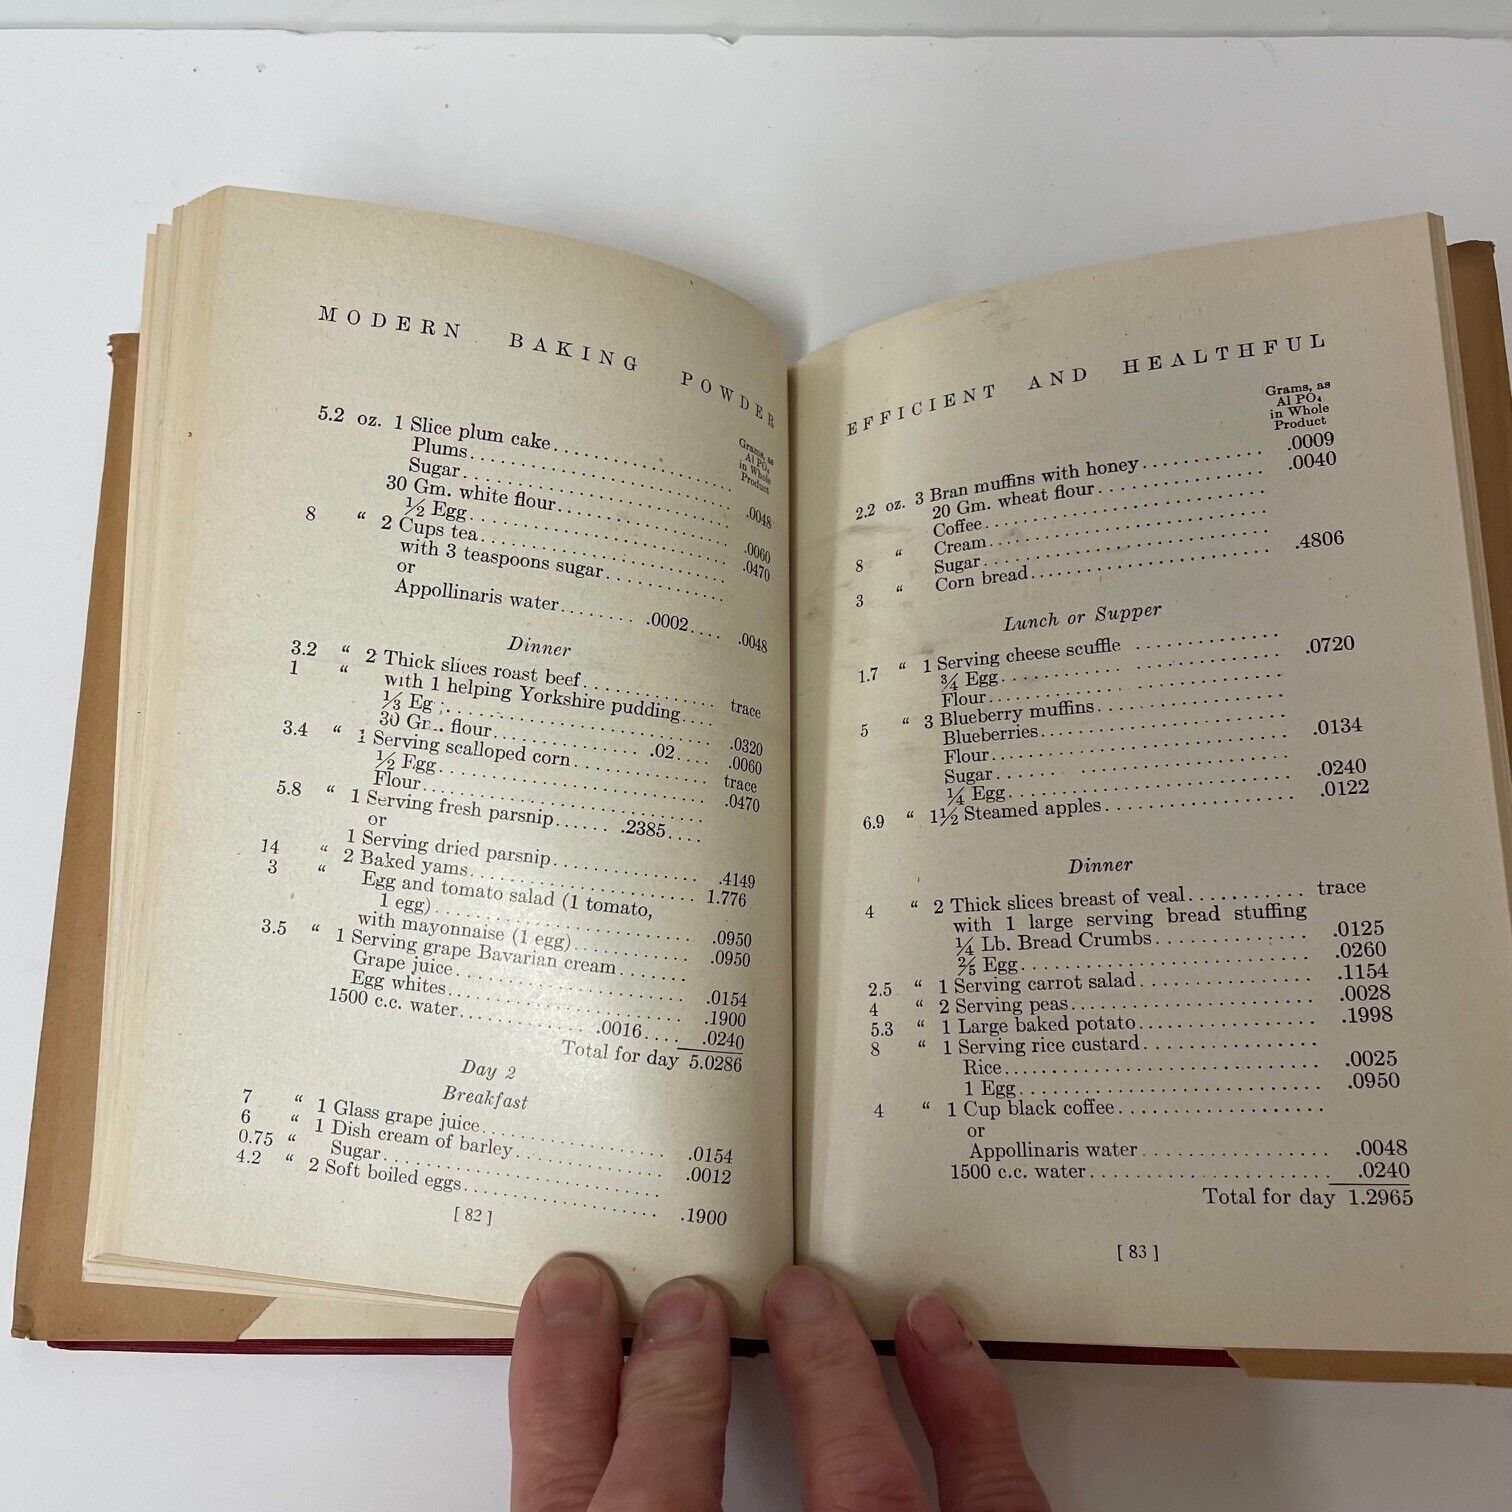 MODERN BAKING POWDER
Grams, as
Al PO₄
in Whole
Product
5.2 oz. 1 Slice plum cake
Plums
Sugar
30 Gm. white flour .0048
½ Egg
8 “ 2 Cups tea .0060
with 3 teaspoons sugar .0470
or
Appollinaris water .0002 .0048
Dinner
3.2 “ 2 Thick slices roast beef
1 “ with 1 helping Yorkshire pudding trace
⅓ Eg
30 Gm. flour .02 .0320
3.4 “ 1 Serving scalloped corn .0060
½ Egg trace
Flour .0470
5.8 “ 1 Serving fresh parsnip .2385
or
1 Serving dried parsnip
14 “ 2 Baked yams .4149
3 “ Egg and tomato salad (1 tomato, 1.776
1 egg)
with mayonnaise (1 egg) .0950
3.5 “ 1 Serving grape Bavarian cream .0950
Grape juice
Egg whites .0154
1500 c.c. water .0016 .1900
.0240
Total for day 5.0286
Day 2
Breakfast
7 “ 1 Glass grape juice
6 “ 1 Dish cream of barley .0154
0.75 “ Sugar .0012
4.2 “ 2 Soft boiled eggs
.1900
[ 82 ]
EFFICIENT AND HEALTHFUL
Grams, as
Al PO₄
in Whole
Product
2.2 oz. 3 Bran muffins with honey .0009
20 Gm. wheat flour .0040
Coffee
8 “ Cream
Sugar
3 “ Corn bread .4806
Lunch or Supper
1.7 “ 1 Serving cheese scuffle
¾ Egg .0720
Flour
5 “ 3 Blueberry muffins
Blueberries
Flour .0134
Sugar
¼ Egg .0240
6.9 “ 1½ Steamed apples .0122
Dinner
4 “ 2 Thick slices breast of veal trace
with 1 large serving bread stuffing
¼ Lb. Bread Crumbs .0125
⅖ Egg .0260
2.5 “ 1 Serving carrot salad .1154
4 “ 2 Serving peas .0028
5.3 “ 1 Large baked potato .1998
8 “ 1 Serving rice custard
Rice .0025
1 Egg .0950
4 “ 1 Cup black coffee
or
Appollinaris water .0048
1500 c.c. water .0240
Total for day 1.2965
[ 83 ]